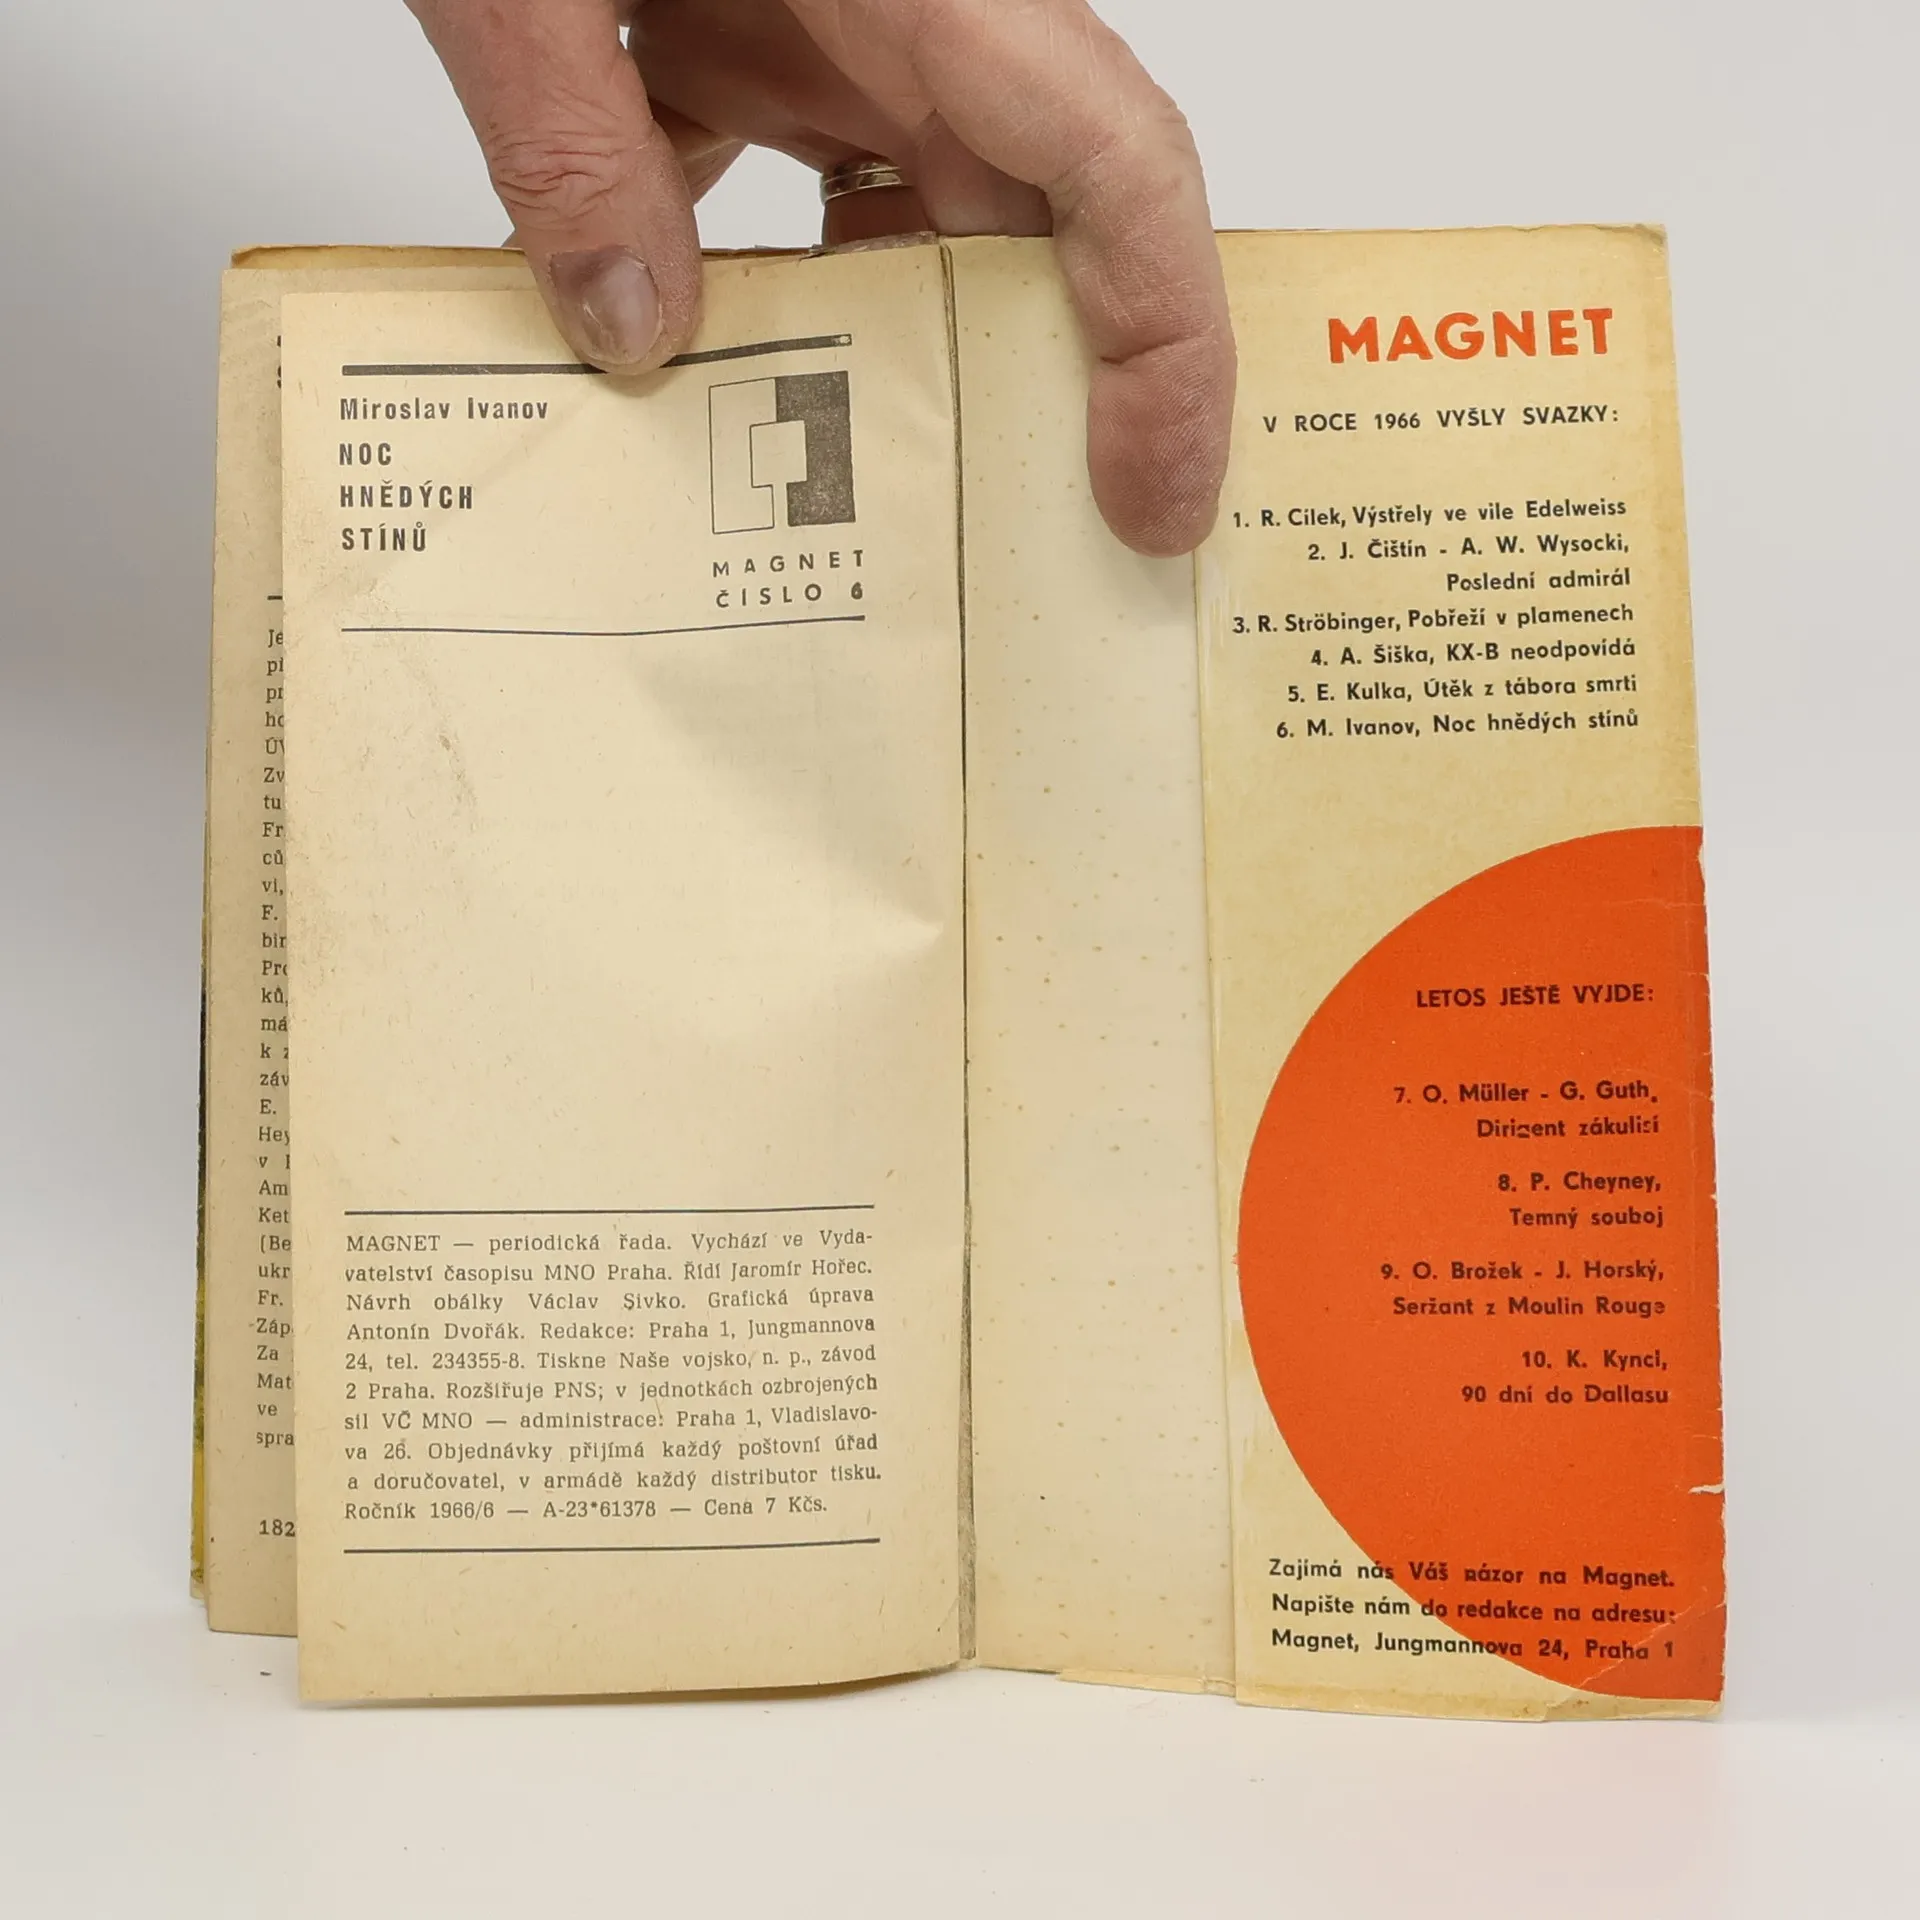 Miroslav Ivanov
NOC
HNĚDÝCH
STÍNŮ
MAGNET
ČÍSLO 6
MAGNET — periodická řada. Vychází ve Vyda-
vatelství časopisu MNO Praha. Řídí Jaromír Hořec.
Návrh obálky Václav Sivko. Grafická úprava
Antonín Dvořák. Redakce: Praha 1, Jungmannova
24, tel. 234355-8. Tiskne Naše vojsko, n. p., závod
2 Praha. Rozšiřuje PNS; v jednotkách ozbrojených
sil VČ MNO — administrace: Praha 1, Vladislavo-
va 26. Objednávky přijímá každý poštovní úřad
a doručovatel, v armádě každý distributor tisku.
Ročník 1966/6 — A-23*61378 — Cena 7 Kčs.
182
MAGNET
V ROCE 1966 VYŠLY SVAZKY:
1. R. Cílek, Výstřely ve vile Edelweiss
2. J. Čištín - A. W. Wysocki,
Poslední admirál
3. R. Ströbinger, Pobřeží v plamenech
4. A. Šiška, KX-B neodpovídá
5. E. Kulka, Útěk z tábora smrti
6. M. Ivanov, Noc hnědých stínů
LETOS JEŠTĚ VYJDE:
7. O. Müller - G. Guth,
Dirigent zákulisí
8. P. Cheyney,
Temný souboj
9. O. Brožek - J. Horský,
Seržant z Moulin Rouge
10. K. Kyncl,
90 dní do Dallasu
Zajímá nás Váš názor na Magnet.
Napište nám do redakce na adresu:
Magnet, Jungmannova 24, Praha 1